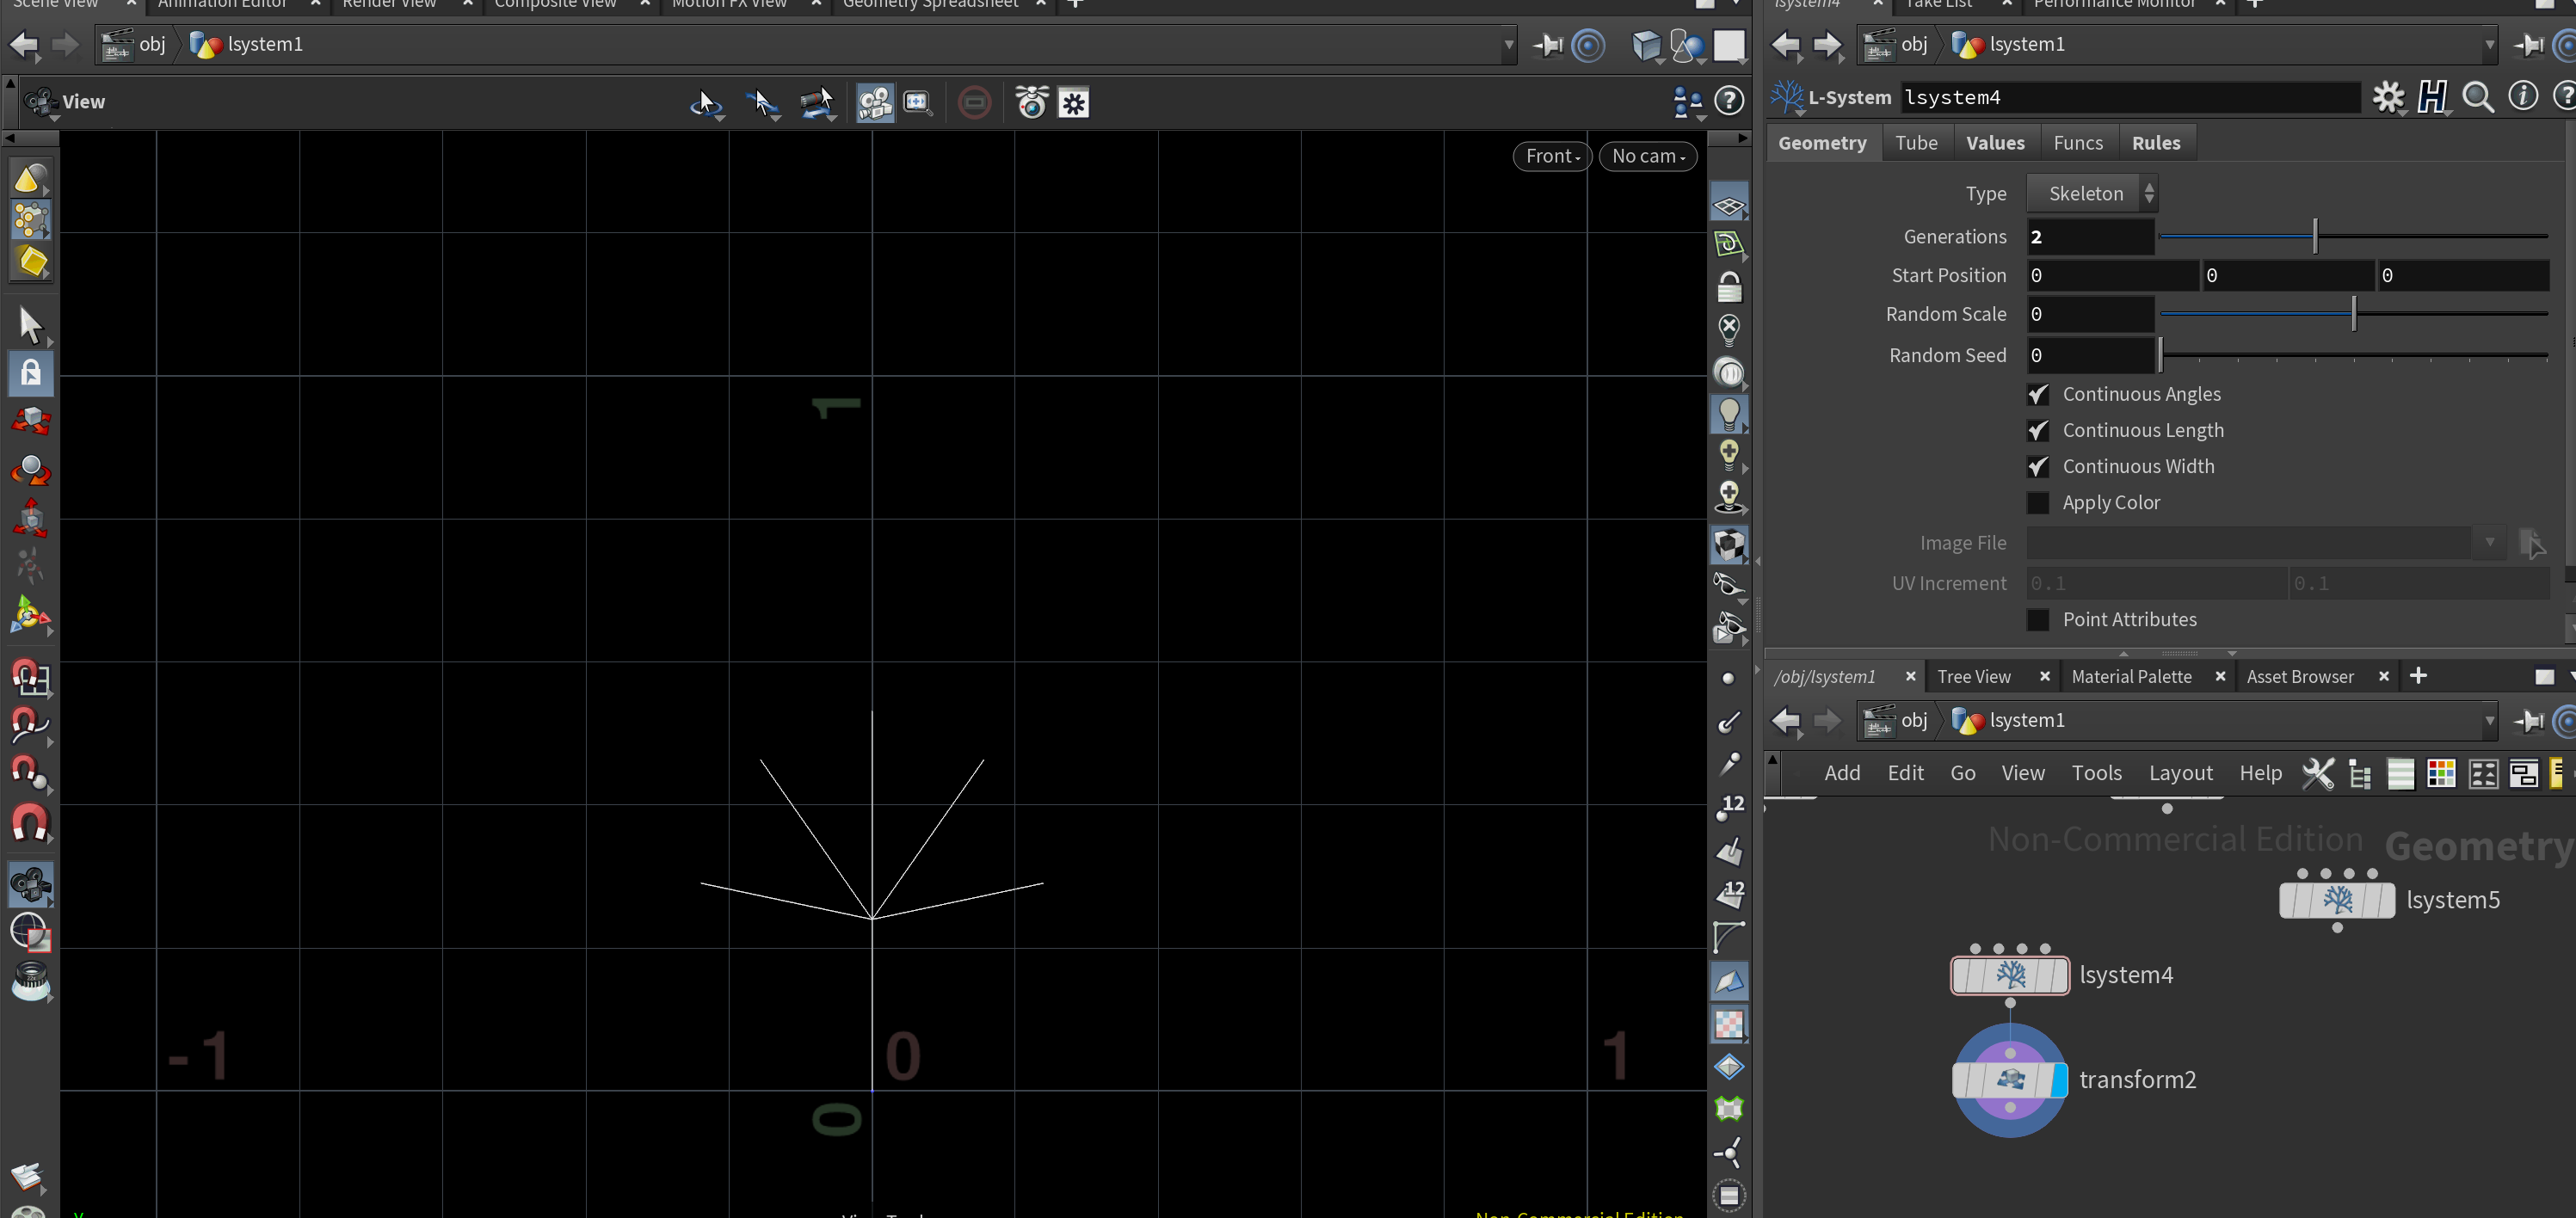 Scene View Animation Editor Render View Composite View Motion FX View Geometry Spreadsheet
obj lsystem1
View
Front No cam
1
-1 0 1
0
lsystem4 Take List Performance Monitor
obj lsystem1
L-System lsystem4
Geometry Tube Values Funcs Rules
Type Skeleton
Generations 2
Start Position 0 0 0
Random Scale 0
Random Seed 0
Continuous Angles
Continuous Length
Continuous Width
Apply Color
Image File
UV Increment 0.1 0.1
Point Attributes
/obj/lsystem1 Tree View Material Palette Asset Browser
obj lsystem1
Add Edit Go View Tools Layout Help
12
12
Non-Commercial Edition Geometry
lsystem5
lsystem4
transform2
Non-Commercial Edition